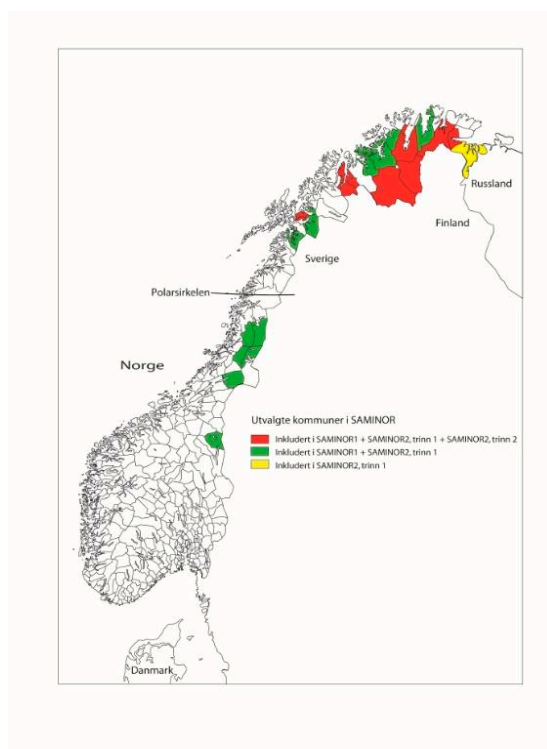 Russland
Finland
Sverige
Polarsirkelen
Norge
Utvalgte kommuner i SAMINOR
Inkludert i SAMINOR1 + SAMINOR2, trinn 1 + SAMINOR2, trinn 2
Inkludert i SAMINOR1 + SAMINOR2, trinn 1
Inkludert i SAMINOR2, trinn 1
Danmark